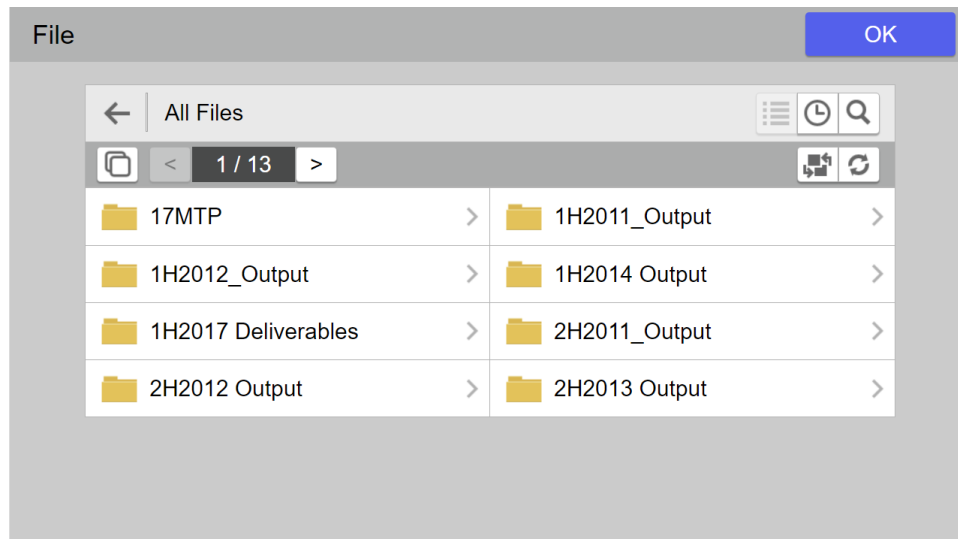 File
OK
All Files
< 1 / 13 >
17MTP
1H2011_Output
1H2012_Output
1H2014 Output
1H2017 Deliverables
2H2011_Output
2H2012 Output
2H2013 Output